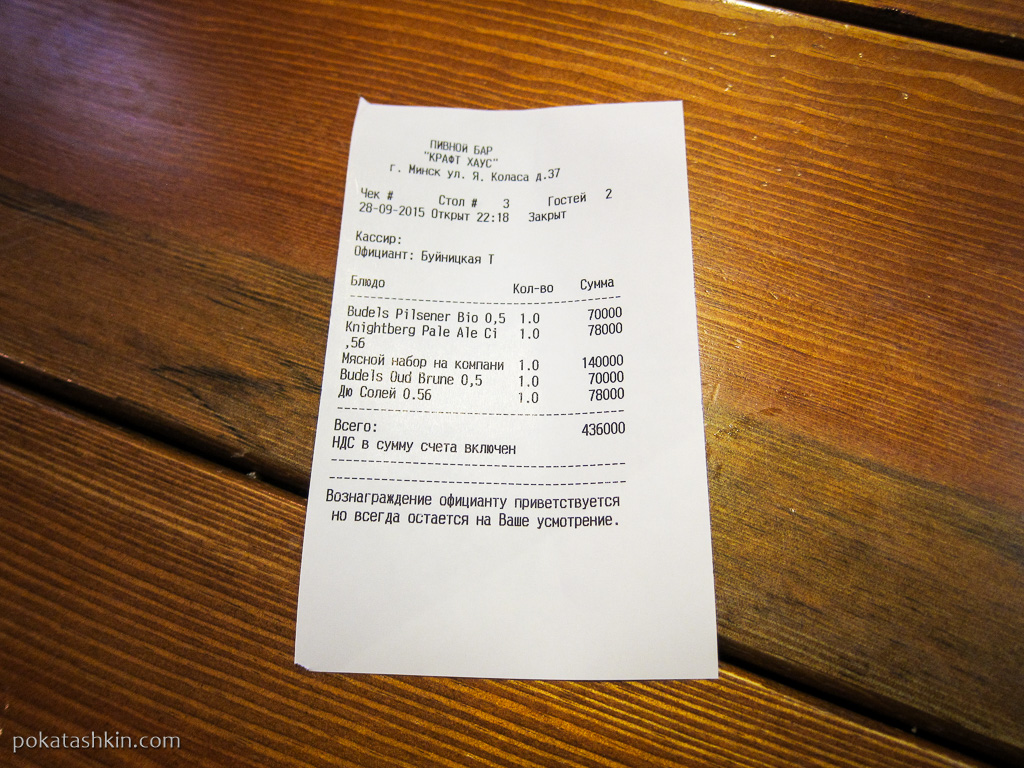 ПИВНОЙ БАР
"КРАФТ ХАУС"
г. Минск ул. Я. Коласа д.37
Чек # Стол # 3 Гостей 2
28-09-2015 Открыт 22:18 Закрыт
Кассир:
Официант: Буйницкая Т
Блюдо Кол-во Сумма
Budels Pilsener Bio 0,5 1.0 70000
Knightberg Pale Ale Ci 1.0 78000
,56
Мясной набор на компани 1.0 140000
Budels Oud Brune 0,5 1.0 70000
Дю Солей 0.56 1.0 78000
Всего: 436000
НДС в сумму счета включен
Вознаграждение официанту приветствуется
но всегда остается на Ваше усмотрение.
pokatashkin.com